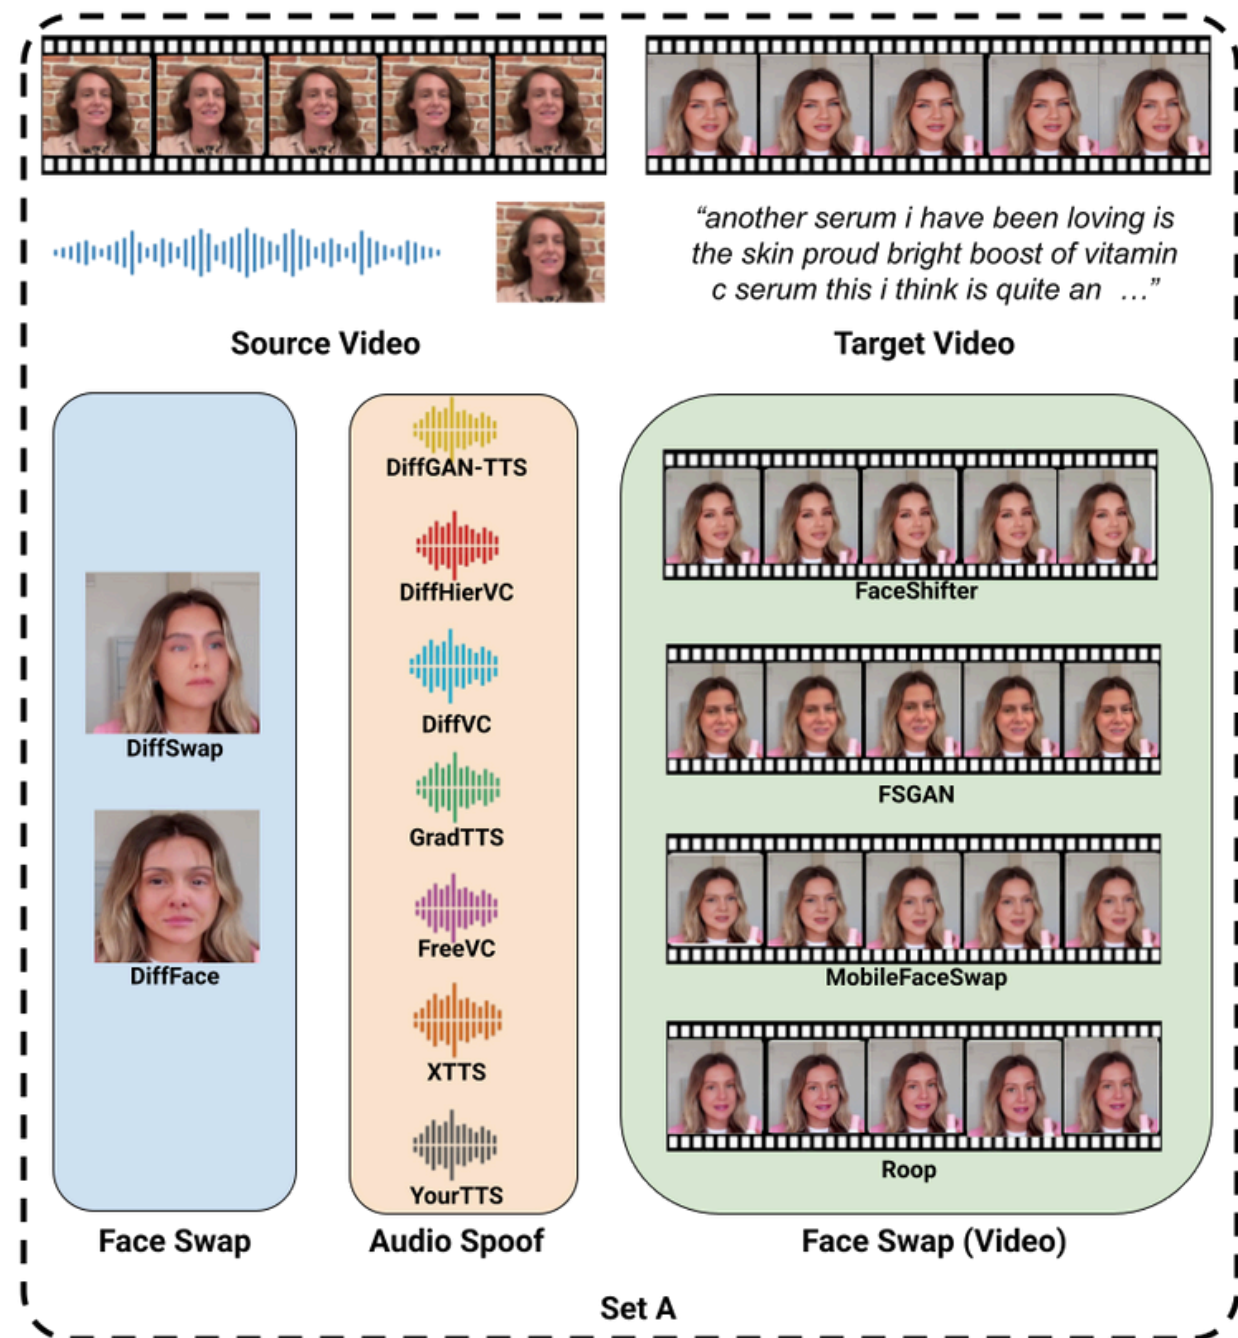 “another serum i have been loving is
the skin proud bright boost of vitamin
c serum this i think is quite an …”
Source Video
Target Video
DiffSwap
DiffFace
Face Swap
DiffGAN-TTS
DiffHierVC
DiffVC
GradTTS
FreeVC
XTTS
YourTTS
Audio Spoof
FaceShifter
FSGAN
MobileFaceSwap
Roop
Face Swap (Video)
Set A